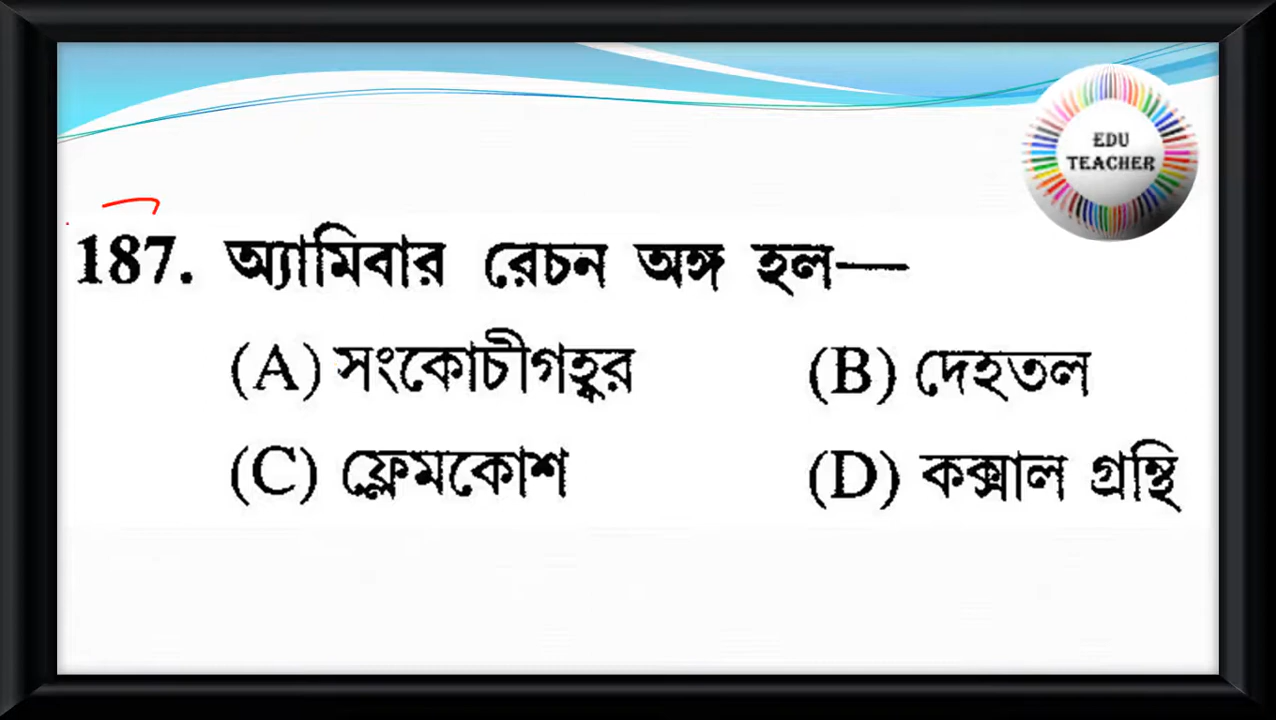 EDU
TEACHER
187. অ্যামিবার রেচন অঙ্গ হল—
(A) সংকোচীগহ্বর (B) দেহতল
(C) ফ্লেমকোশ (D) কক্সাল গ্রন্থি